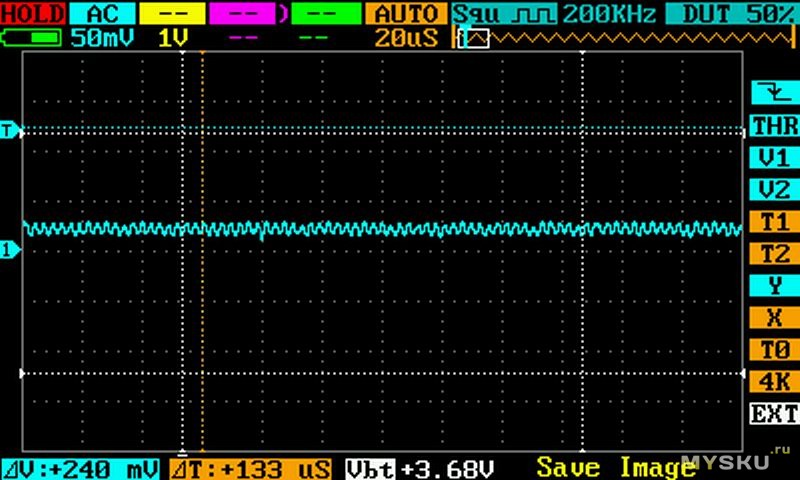 HOLD AC -- -- ) -- AUTO Squ 200KHz DUT 50%
50mV 1V -- -- 20uS
T
THR
V1
V2
T1
1
T2
Y
X
T0
4K
EXT
ΔV:+240 mV ΔT:+133 uS Vbt +3.68V Save Image
MYSKU.ru